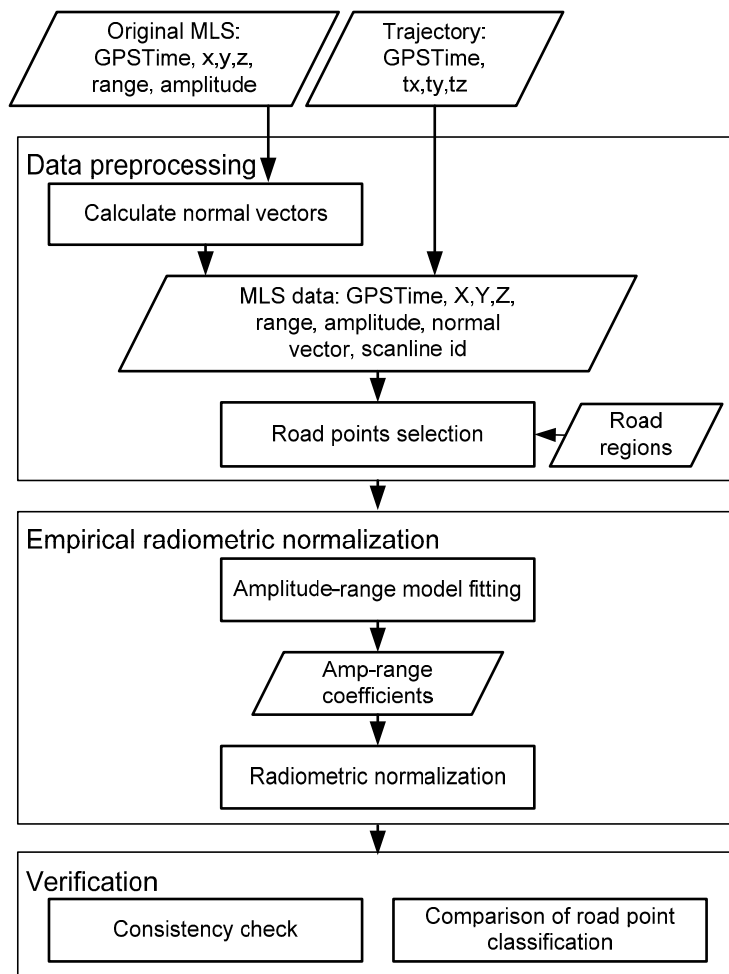 Original MLS:
GPSTime, x,y,z,
range, amplitude
Trajectory:
GPSTime,
tx,ty,tz
Data preprocessing
Calculate normal vectors
MLS data: GPSTime, X,Y,Z,
range, amplitude, normal
vector, scanline id
Road points selection
Road
regions
Empirical radiometric normalization
Amplitude-range model fitting
Amp-range
coefficients
Radiometric normalization
Verification
Consistency check
Comparison of road point
classification